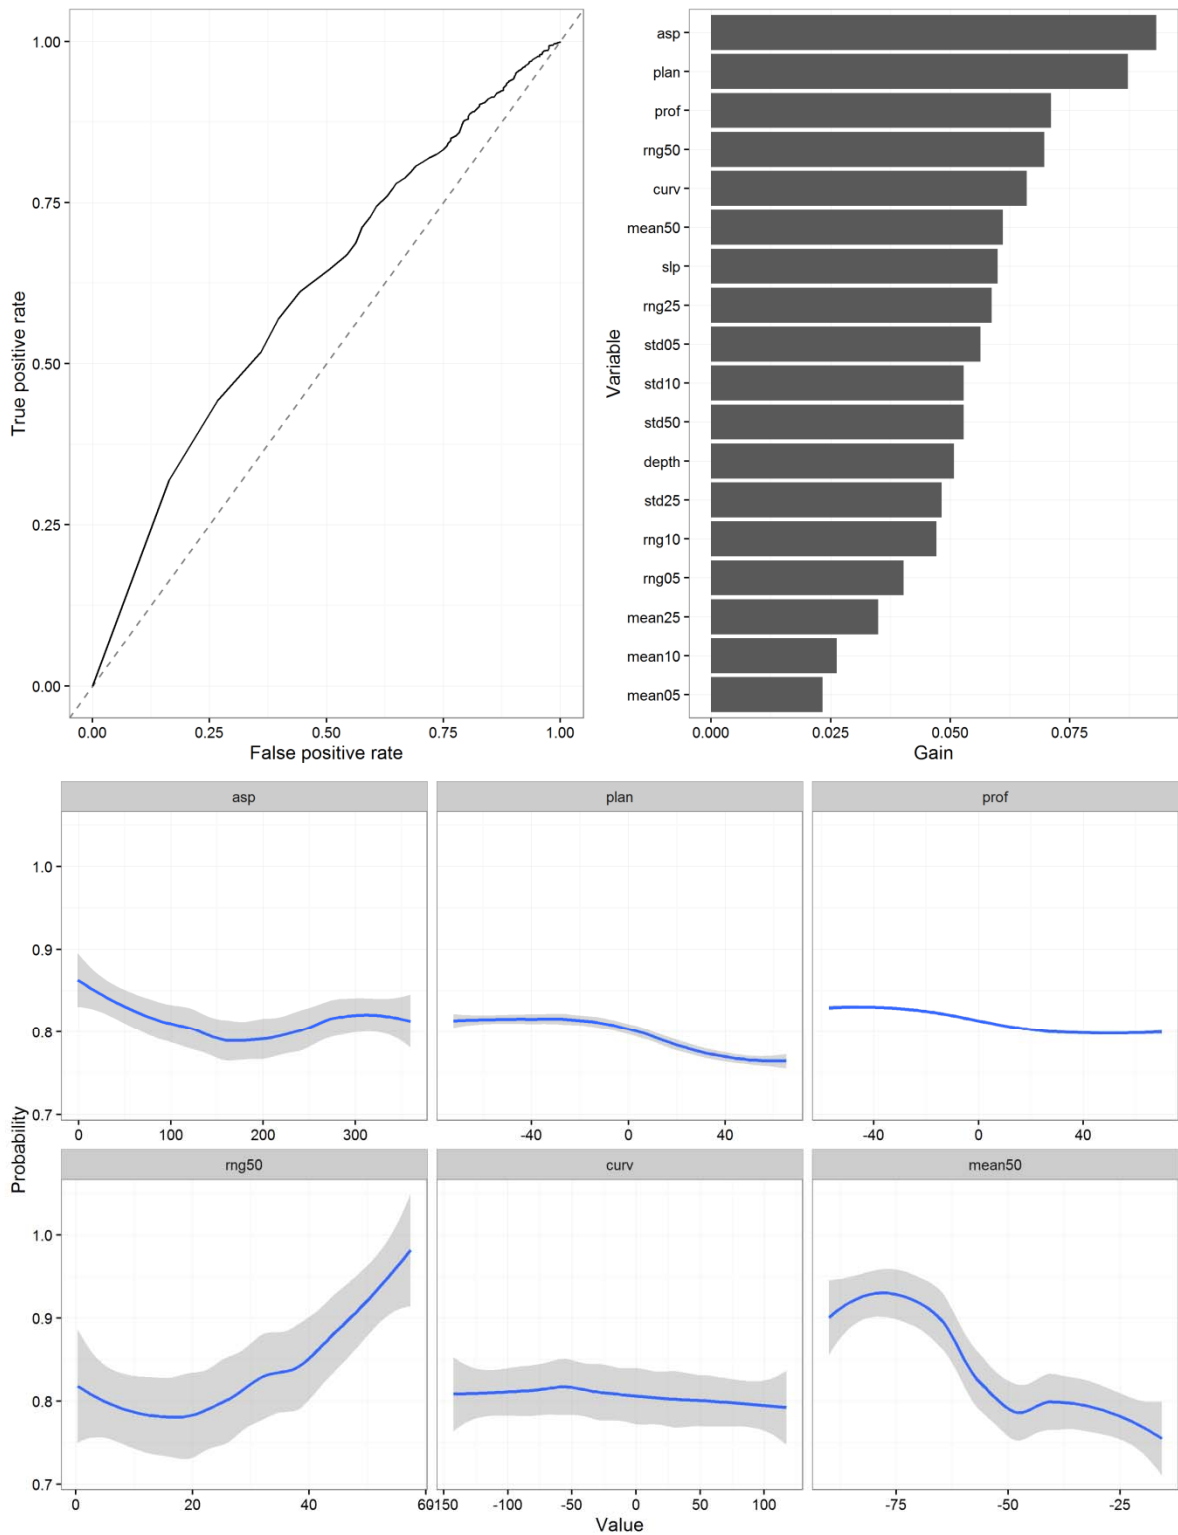 1.00
0.75
0.50
0.25
0.00
True positive rate
0.00 0.25 0.50 0.75 1.00
False positive rate
asp
plan
prof
rng50
curv
mean50
slp
rng25
std05
std10
std50
depth
std25
rng10
rng05
mean25
mean10
mean05
Variable
0.000 0.025 0.050 0.075
Gain
asp plan prof
1.0
0.9
0.8
0.7
0 100 200 300 -40 0 40 -40 0 40
Probability
rng50 curv mean50
1.0
0.9
0.8
0.7
0 20 40 60 -150 -100 -50 0 50 100 -75 -50 -25
Value